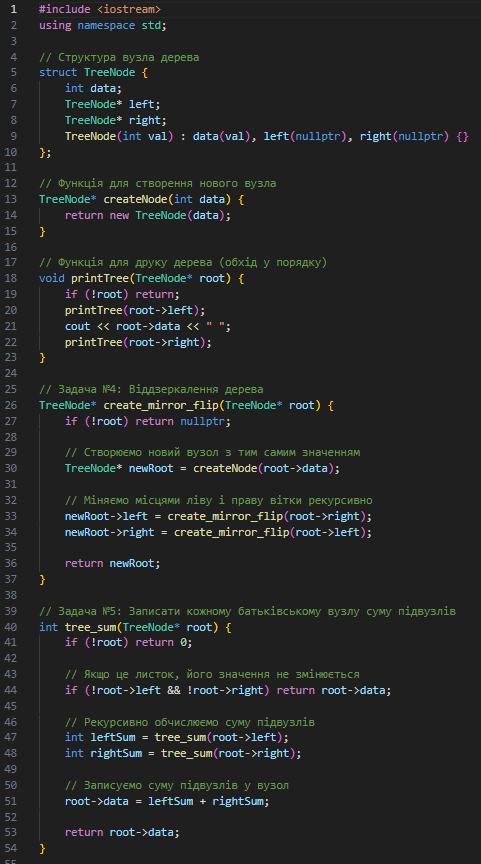 1 #include <iostream>
2 using namespace std;
3
4 // Структура вузла дерева
5 struct TreeNode {
6     int data;
7     TreeNode* left;
8     TreeNode* right;
9     TreeNode(int val) : data(val), left(nullptr), right(nullptr) {}
10 };
11
12 // Функція для створення нового вузла
13 TreeNode* createNode(int data) {
14     return new TreeNode(data);
15 }
16
17 // Функція для друку дерева (обхід у порядку)
18 void printTree(TreeNode* root) {
19     if (!root) return;
20     printTree(root->left);
21     cout << root->data << " ";
22     printTree(root->right);
23 }
24
25 // Задача №4: Віддзеркалення дерева
26 TreeNode* create_mirror_flip(TreeNode* root) {
27     if (!root) return nullptr;
28
29     // Створюємо новий вузол з тим самим значенням
30     TreeNode* newRoot = createNode(root->data);
31
32     // Міняємо місцями ліву і праву вітки рекурсивно
33     newRoot->left = create_mirror_flip(root->right);
34     newRoot->right = create_mirror_flip(root->left);
35
36     return newRoot;
37 }
38
39 // Задача №5: Записати кожному батьківському вузлу суму підвузлів
40 int tree_sum(TreeNode* root) {
41     if (!root) return 0;
42
43     // Якщо це листок, його значення не змінюється
44     if (!root->left && !root->right) return root->data;
45
46     // Рекурсивно обчислюємо суму підвузлів
47     int leftSum = tree_sum(root->left);
48     int rightSum = tree_sum(root->right);
49
50     // Записуємо суму підвузлів у вузол
51     root->data = leftSum + rightSum;
52
53     return root->data;
54 }